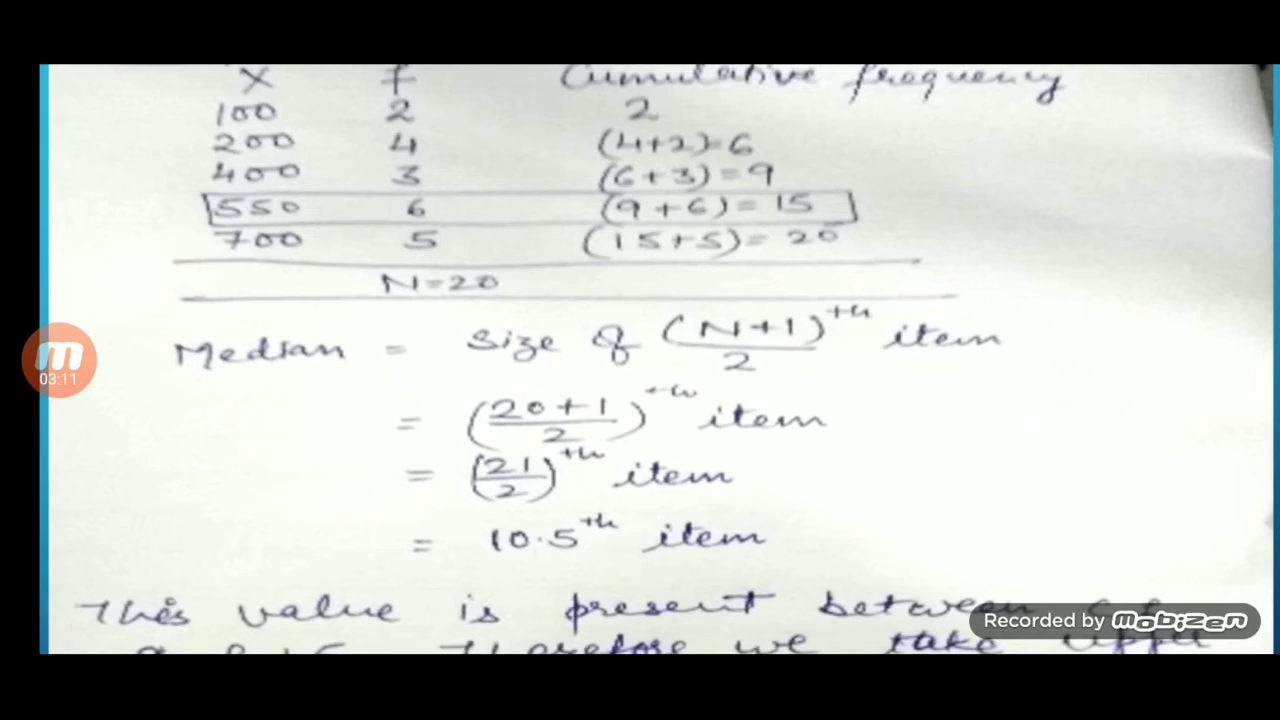 X f Cumulative frequency
100 2 2
200 4 (4+2)=6
400 3 (6+3)=9
550 6 (9+6)=15
700 5 (15+5)=20
N=20
Median = Size of (N+1)/2 th item
= (20+1/2)th item
= (21/2)th item
= 10.5th item
03:11
This value is present between
Therefore we take upper
Recorded by mobizen